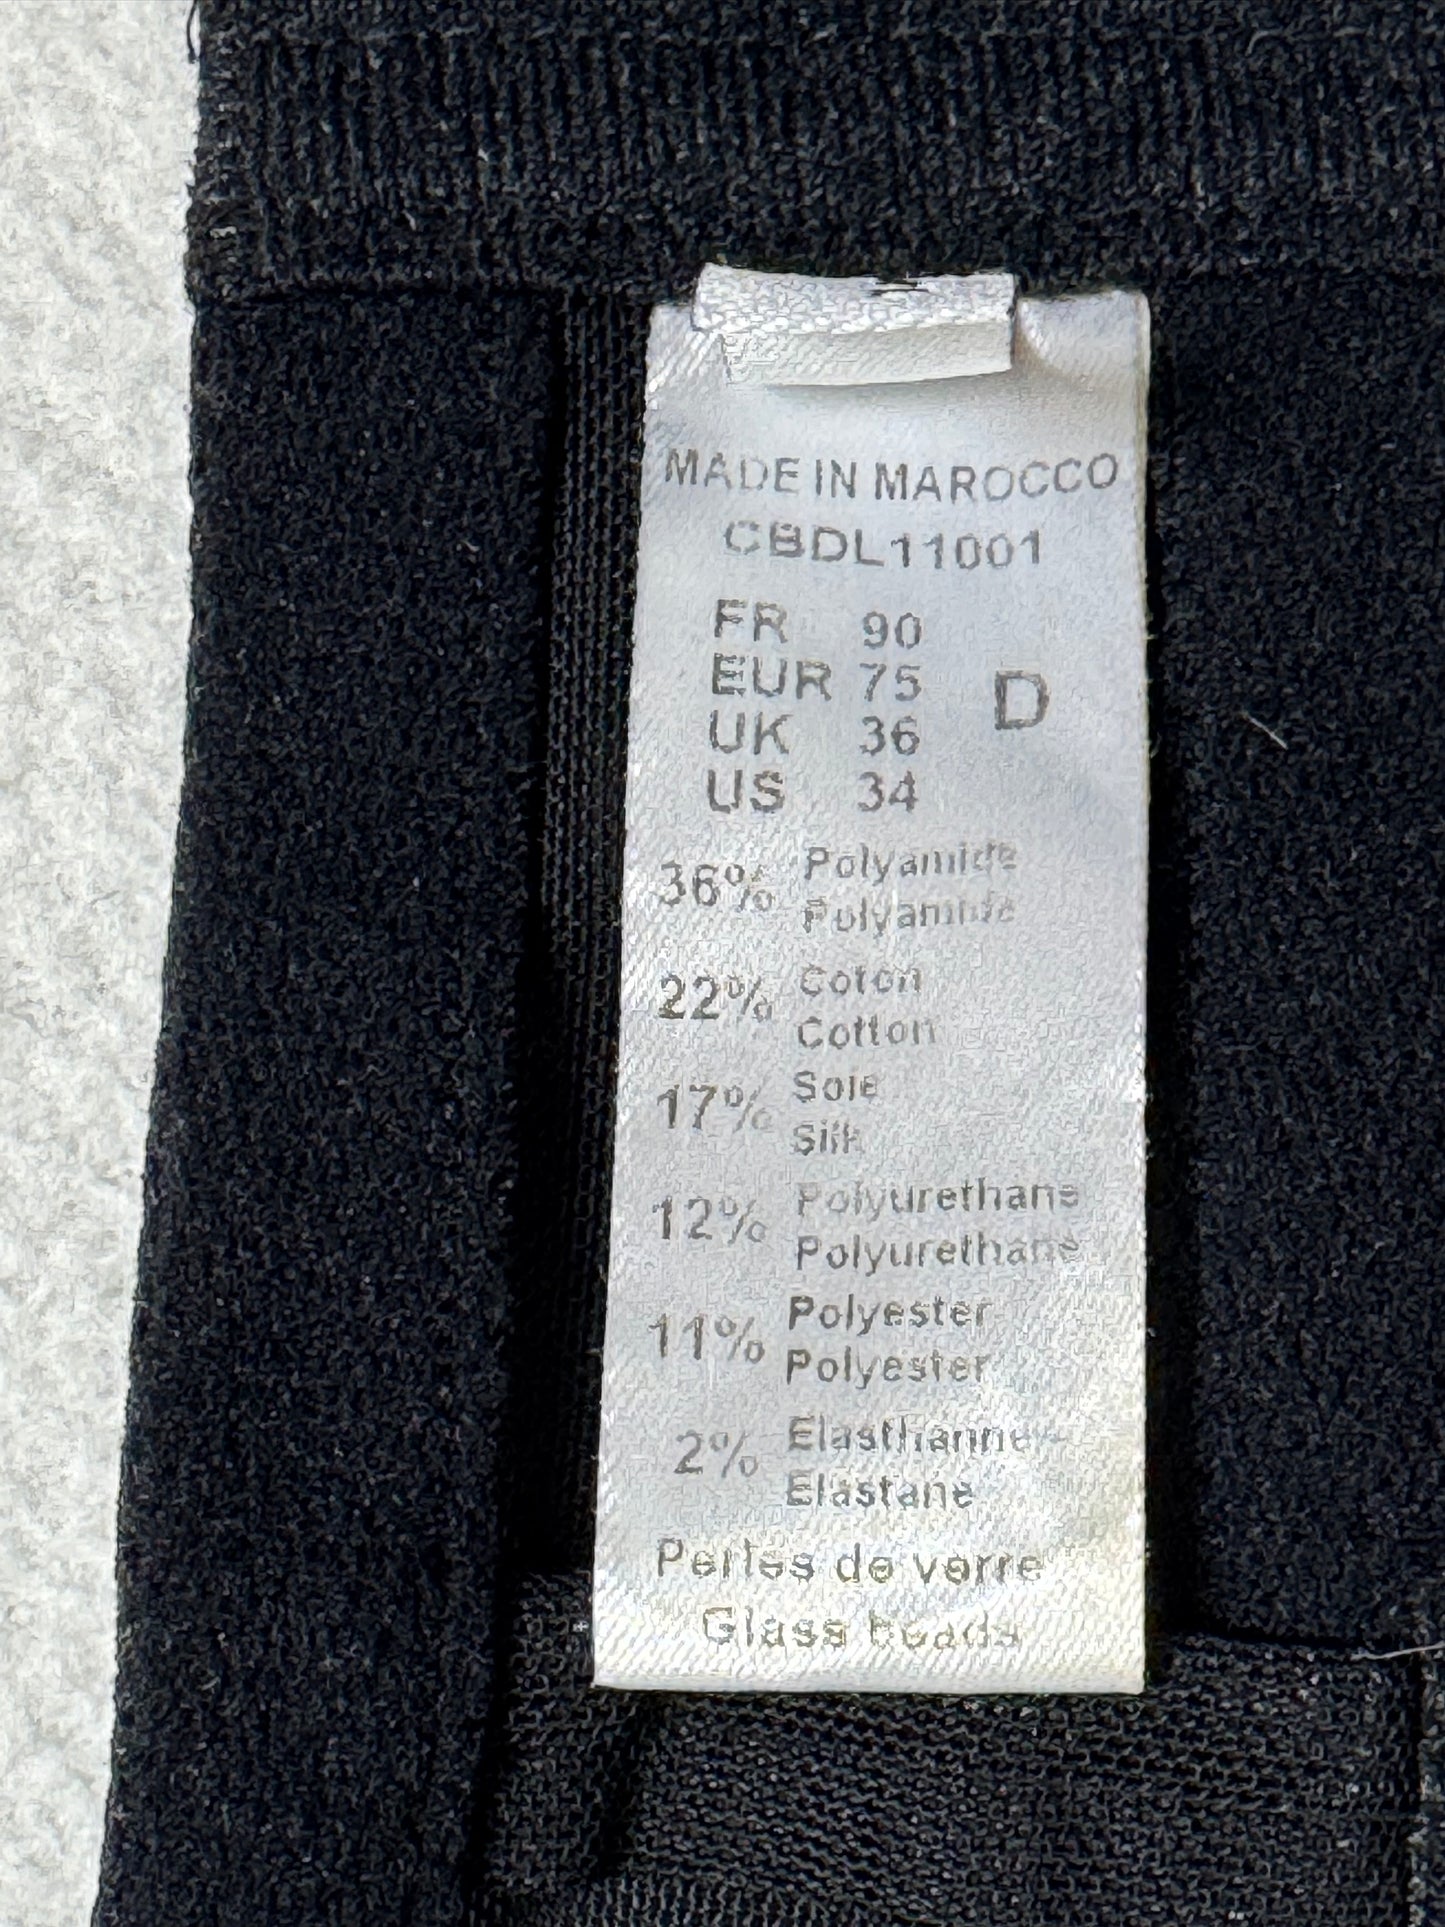 MADE IN MAROCCO
CBDL11001
FR 90
EUR 75 D
UK 36
US 34
36% Polyamide
Polyamide
22% Coton
Cotton
17% Soie
Silk
12% Polyurethane
Polyurethane
11% Polyester
Polyester
2% Elasthanne
Elastane
Perles de verre
Glass beads